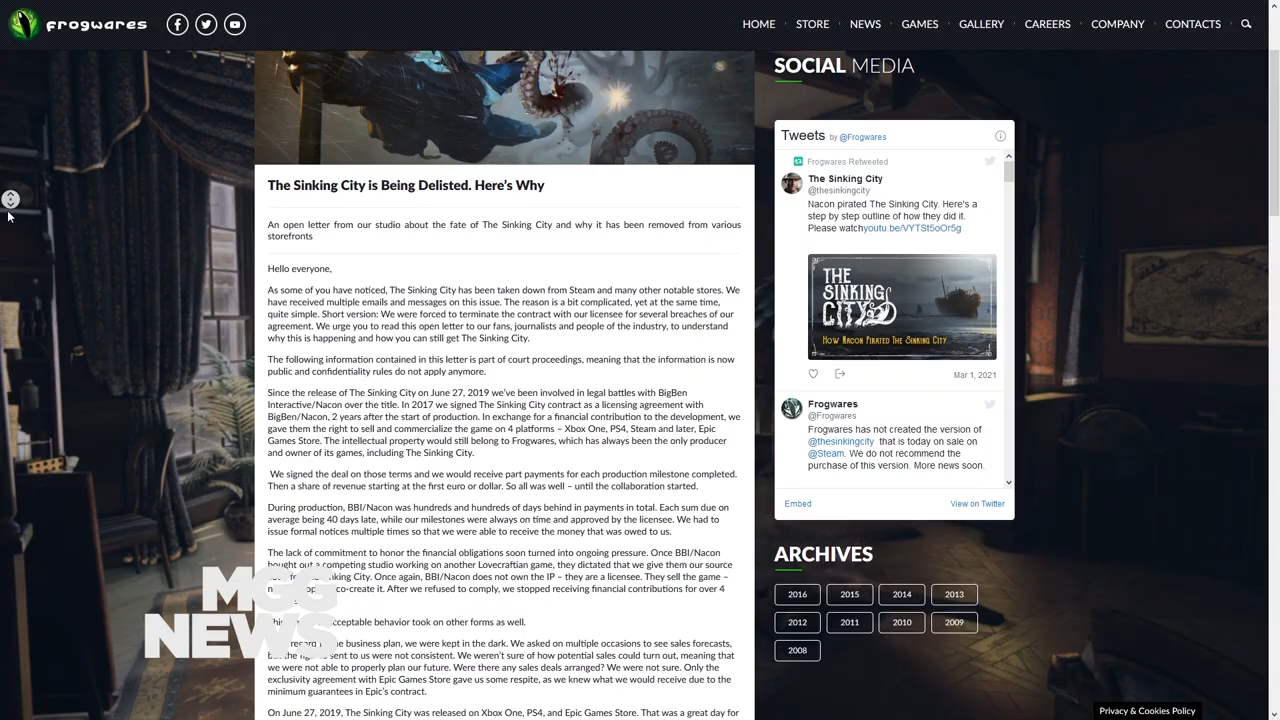 frogwares
HOME
STORE
NEWS
GAMES
GALLERY
CAREERS
COMPANY
CONTACTS
The Sinking City is Being Delisted. Here's Why
An open letter from our studio about the fate of The Sinking City and why it has been removed from various
storefronts
Hello everyone,
As some of you have noticed, The Sinking City has been taken down from Steam and many other notable stores. We
have received multiple emails and messages on this issue. The reason is a bit complicated, yet at the same time,
quite simple. Short version: We were forced to terminate the contract with our licensee for several breaches of our
agreement. We urge you to read this open letter to our fans, journalists and people of the industry, to understand
why this is happening and how you can still get The Sinking City.
The following information contained in this letter is part of court proceedings, meaning that the information is now
public and confidentiality rules do not apply anymore.
Since the release of The Sinking City on June 27, 2019 we've been involved in legal battles with BigBen
Interactive/Nacon over the title. In 2017 we signed The Sinking City contract as a licensing agreement with
BigBen/Nacon, 2 years after the start of production. In exchange for a financial contribution to the development, we
gave them the right to sell and commercialize the game on 4 platforms – Xbox One, PS4, Steam and later, Epic
Games Store. The intellectual property would still belong to Frogwares, which has always been the only producer
and owner of its games, including The Sinking City.
We signed the deal on those terms and we would receive part payments for each production milestone completed.
Then a share of revenue starting at the first euro or dollar. So all was well – until the collaboration started.
During production, BBI/Nacon was hundreds and hundreds of days behind in payments in total. Each sum due on
average being 40 days late, while our milestones were always on time and approved by the licensee. We had to
issue formal notices multiple times so that we were able to receive the money that was owed to us.
The lack of commitment to honor the financial obligations soon turned into ongoing pressure. Once BBI/Nacon
bought out a competing studio working on another Lovecraftian game, they dictated that we give them our source
nking City. Once again, BBI/Nacon does not own the IP – they are a licensee. They sell the game –
co-create it. After we refused to comply, we stopped receiving financial contributions for over 4
acceptable behavior took on other forms as well.
business plan, we were kept in the dark. We asked on multiple occasions to see sales forecasts,
sent to us were not consistent. We weren't sure of how potential sales could turn out, meaning that
we were not able to properly plan our future. Were there any sales deals arranged? We were not sure. Only the
exclusivity agreement with Epic Games Store gave us some respite, as we knew what we would receive due to the
minimum guarantees in Epic's contract.
On June 27, 2019, The Sinking City was released on Xbox One, PS4, and Epic Games Store. That was a great day for
MGG
NEWS
SOCIAL MEDIA
Tweets by @Frogwares
Frogwares Retweeted
The Sinking City
@thesinkingcity
Nacon pirated The Sinking City. Here's a
step by step outline of how they did it.
Please watchyoutu.be/VYTSt5oOr5g
THE
SINKING
CITY
How Nacon Pirated The Sinking City
Mar 1, 2021
Frogwares
@Frogwares
Frogwares has not created the version of
@thesinkingcity that is today on sale on
@Steam. We do not recommend the
purchase of this version. More news soon.
Embed
View on Twitter
ARCHIVES
2016
2015
2014
2013
2012
2011
2010
2009
2008
Privacy & Cookies Policy